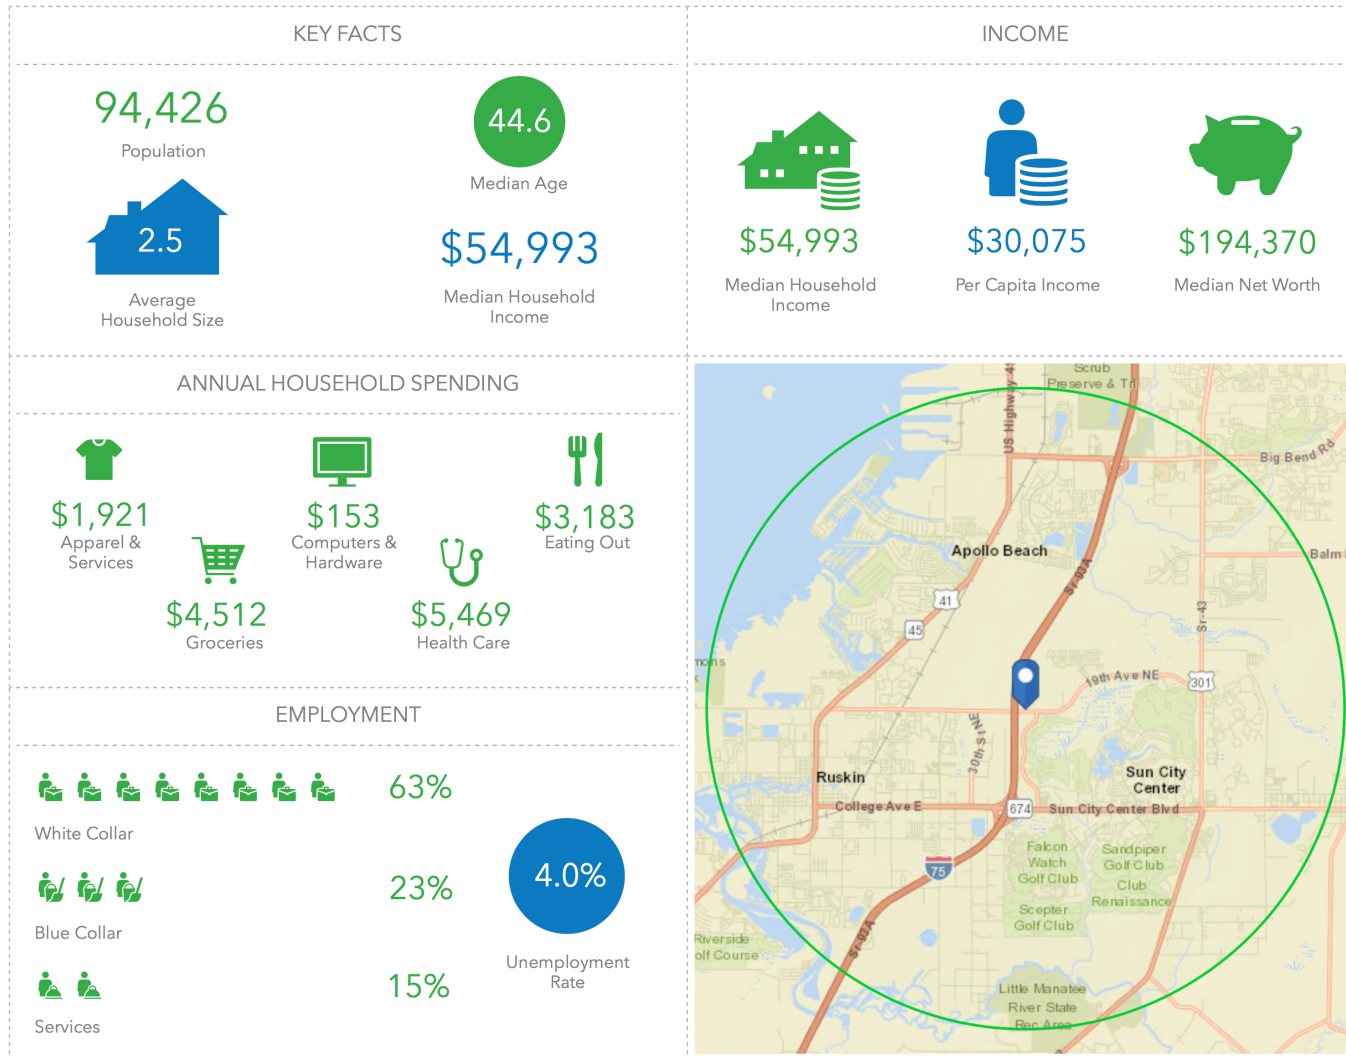 KEY FACTS
94,426
Population
44.6
Median Age
2.5
Average
Household Size
$54,993
Median Household
Income
INCOME
$54,993
Median Household
Income
$30,075
Per Capita Income
$194,370
Median Net Worth
ANNUAL HOUSEHOLD SPENDING
$1,921
Apparel &
Services
$153
Computers &
Hardware
$3,183
Eating Out
$4,512
Groceries
$5,469
Health Care
EMPLOYMENT
63%
White Collar
23%
Blue Collar
15%
Services
4.0%
Unemployment
Rate
Scrub
Preserve & Trl
US Highway 41
Big Bend Rd
Apollo Beach
Balm
Sr-93A
41
45
Sr-43
mons
19th Ave NE
301
30th St NE
Ruskin
Sun City
Center
College Ave E
674
Sun City Center Blvd
Falcon
Watch
Golf Club
Sandpiper
Golf Club
Club
Renaissance
75
Scepter
Golf Club
Sr-93A
Riverside
olf Course
Little Manatee
River State
Rec Area